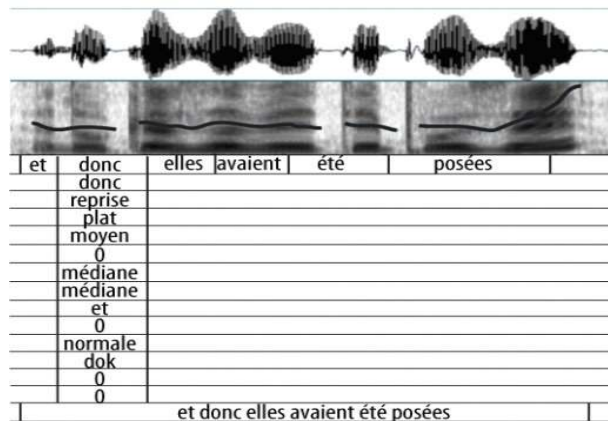 et donc elles avaient été posées
donc
reprise
plat
moyen
0
médiane
médiane
et
0
normale
dok
0
0
et donc elles avaient été posées